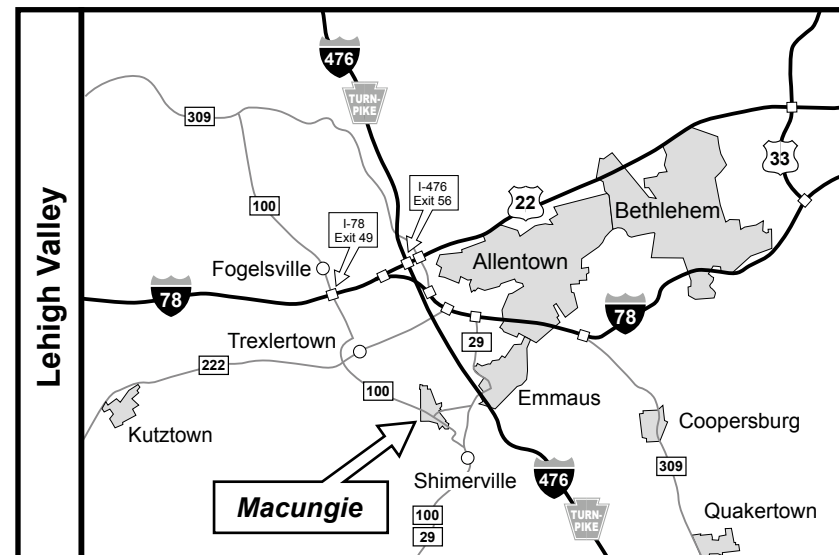 Lehigh Valley
476
TURN-
PIKE
309
33
I-476
Exit 56
22
100
I-78
Exit 49
Bethlehem
Fogelsville
Allentown
78
78
Trexlertown
29
222
100
Emmaus
Kutztown
Coopersburg
Shimerville
309
476
Macungie
TURN-
PIKE
100
29
Quakertown